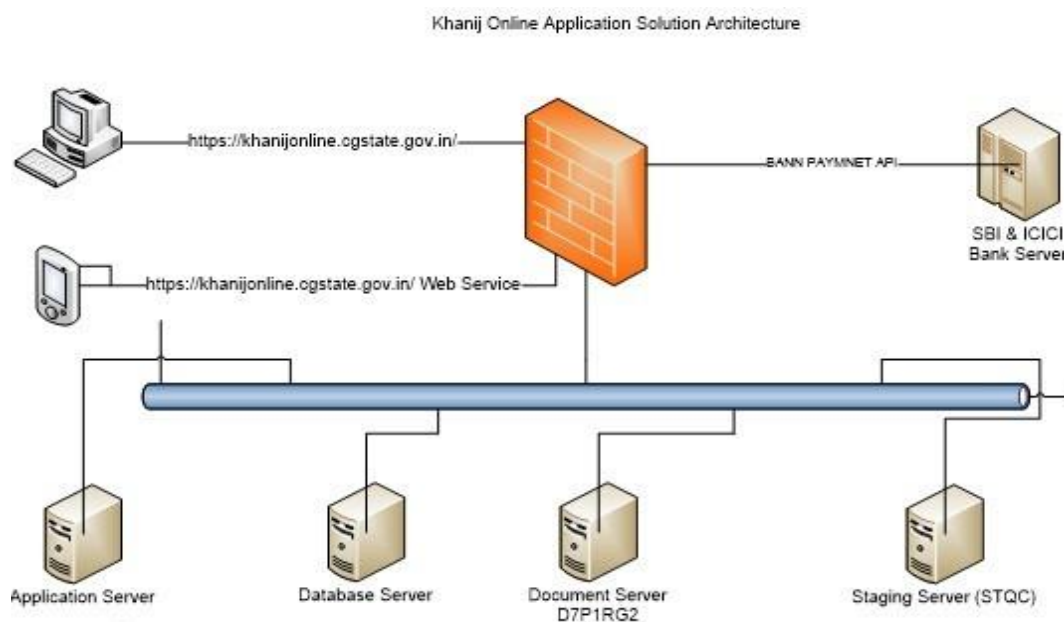 Khanij Online Application Solution Architecture
https://khanijonline.cgstate.gov.in/
BANN PAYMNET API
SBI & ICICI
Bank Server
https://khanijonline.cgstate.gov.in/ Web Service
Application Server
Database Server
Document Server
D7P1RG2
Staging Server (STQC)